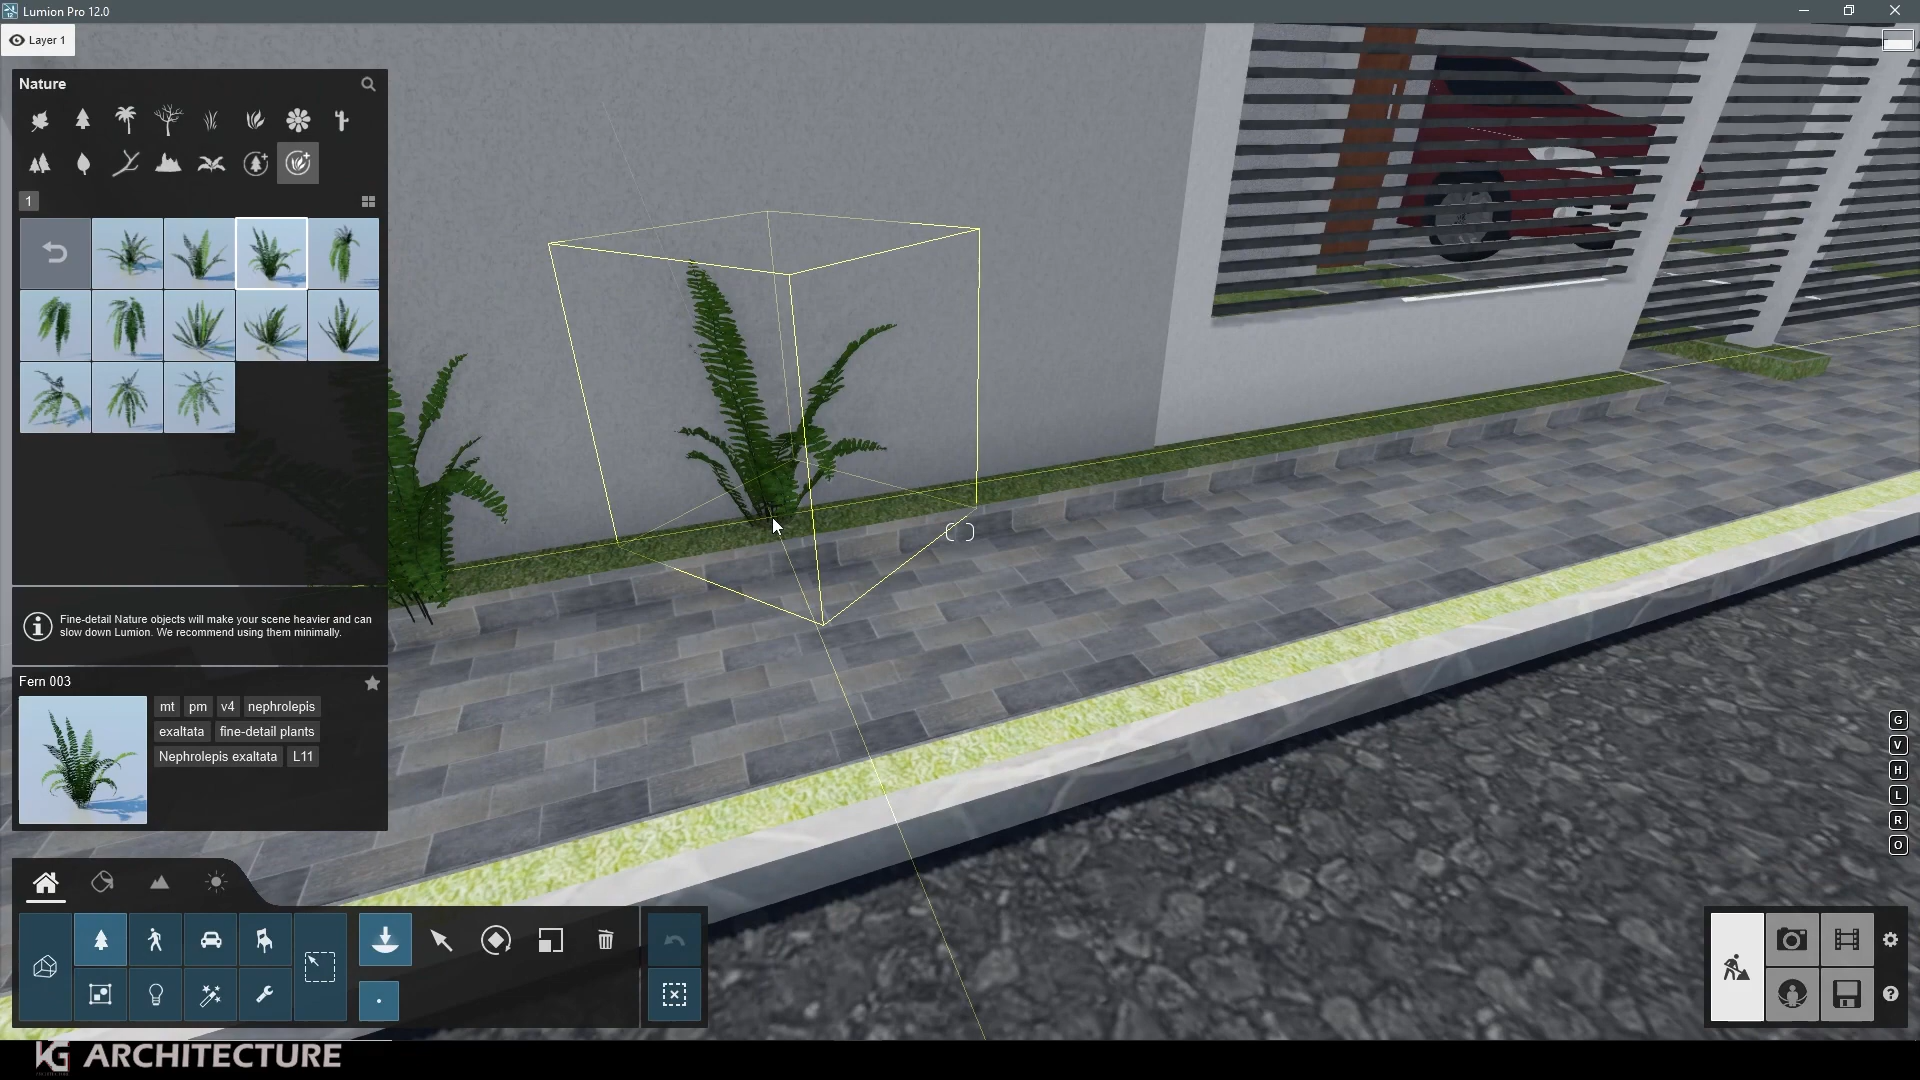 Lumion Pro 12.0
Layer 1
Nature
1
Fine-detail Nature objects will make your scene heavier and can
slow down Lumion. We recommend using them minimally.
Fern 003
mt pm v4 nephrolepis
exaltata fine-detail plants
Nephrolepis exaltata L11
G
V
H
L
R
O
KG ARCHITECTURE